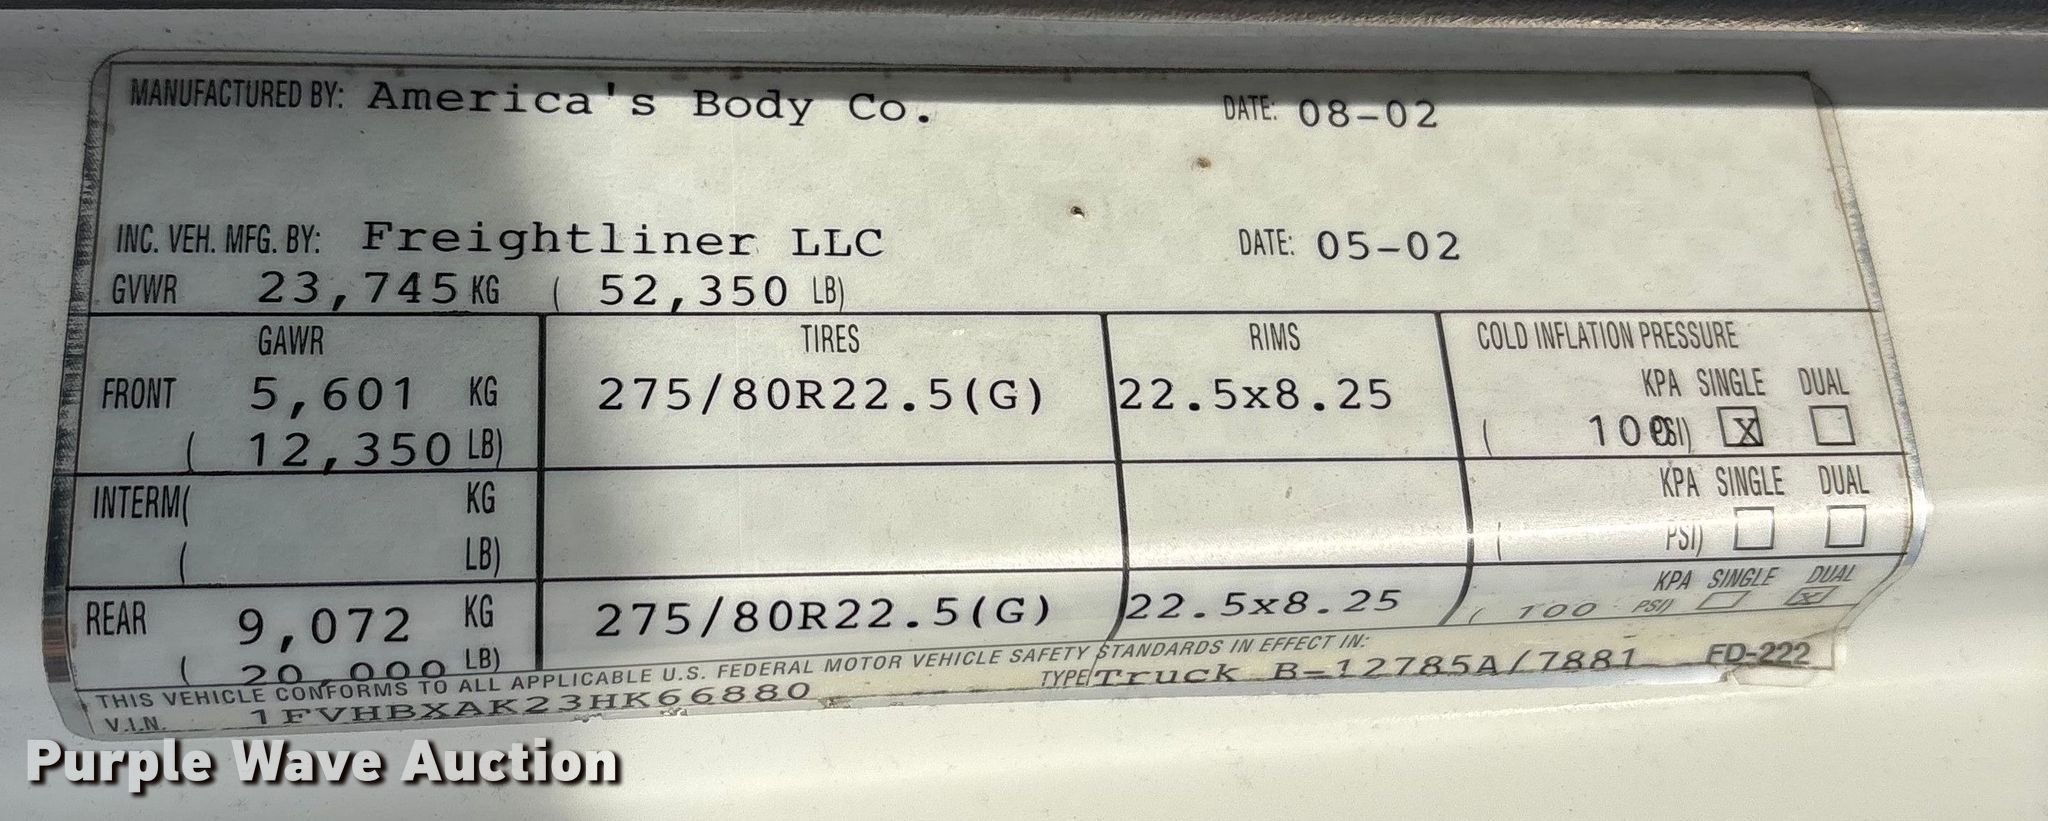 MANUFACTURED BY: America's Body Co. DATE: 08-02
INC. VEH. MFG. BY: Freightliner LLC DATE: 05-02
GVWR 23,745 KG ( 52,350 LB)
GAWR TIRES RIMS COLD INFLATION PRESSURE
FRONT 5,601 KG 275/80R22.5(G) 22.5x8.25 KPA SINGLE DUAL
( 12,350 LB) ( 100 PSI) X
INTERM( KG KPA SINGLE DUAL
( LB) ( PSI)
REAR 9,072 KG 275/80R22.5(G) 22.5x8.25 KPA SINGLE DUAL
( 20,000 LB) ( 100 PSI) X
THIS VEHICLE CONFORMS TO ALL APPLICABLE U.S. FEDERAL MOTOR VEHICLE SAFETY STANDARDS IN EFFECT IN:
V.I.N. 1FVHBXAK23HK66880 TYPE Truck B-12785A/7881 FD-222
Purple Wave Auction